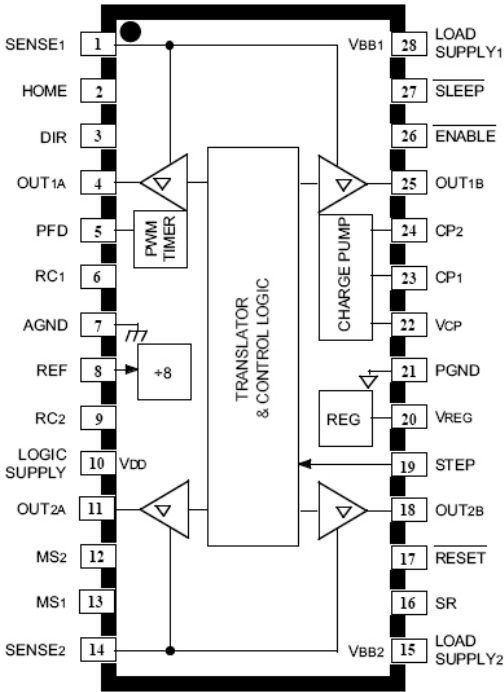 SENSE1 1 VBB1 28 LOAD SUPPLY1
HOME 2 27 SLEEP
DIR 3 26 ENABLE
OUT1A 4 25 OUT1B
PFD 5 PWM TIMER 24 CP2
RC1 6 CHARGE PUMP 23 CP1
AGND 7 22 VCP
TRANSLATOR & CONTROL LOGIC
REF 8 ÷8 21 PGND
RC2 9 REG 20 VREG
LOGIC SUPPLY 10 VDD 19 STEP
OUT2A 11 18 OUT2B
MS2 12 17 RESET
MS1 13 16 SR
SENSE2 14 VBB2 15 LOAD SUPPLY2